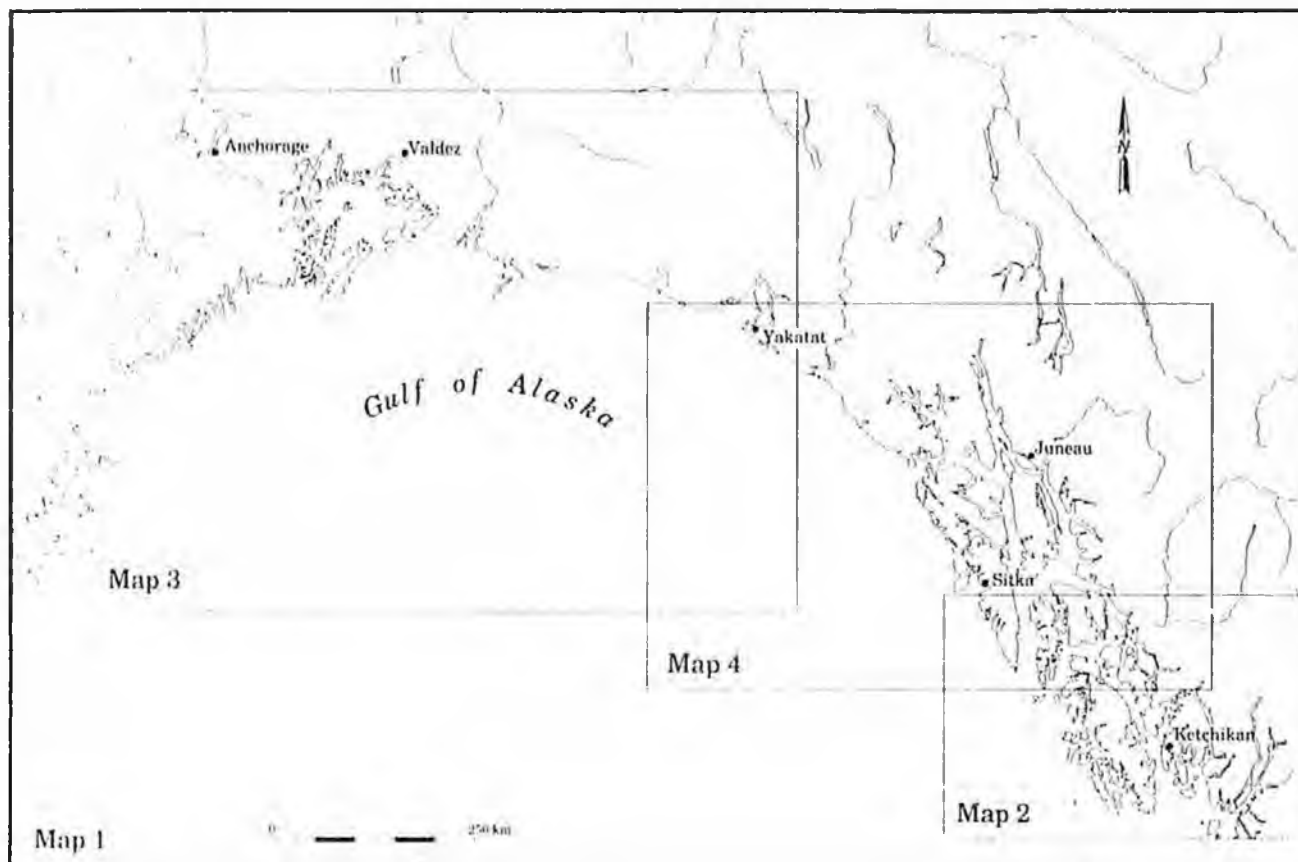 N
Anchorage
Valdez
Yakatat
Gulf of Alaska
Juneau
Map 3
Sitka
Map 4
Ketchikan
Map 2
Map 1
0 250 km